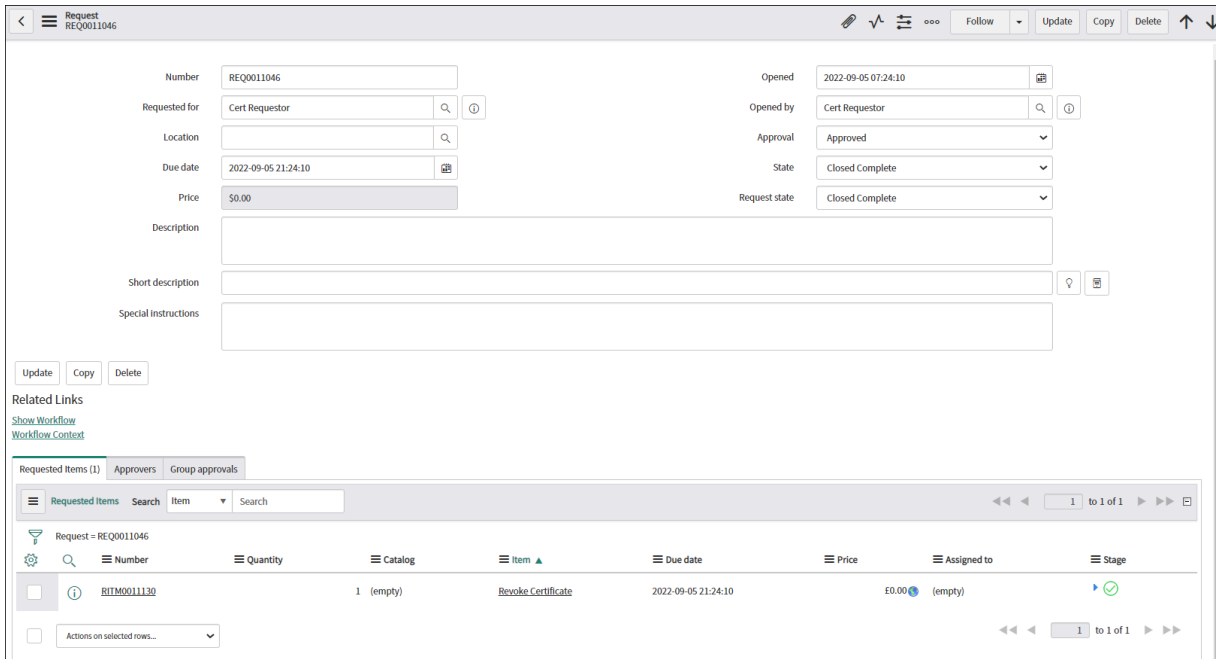 Request
REQ0011046
Follow Update Copy Delete
Number REQ0011046 Opened 2022-09-05 07:24:10
Requested for Cert Requestor Opened by Cert Requestor
Location Approval Approved
Due date 2022-09-05 21:24:10 State Closed Complete
Price $0.00 Request state Closed Complete
Description
Short description
Special instructions
Update Copy Delete
Related Links
Show Workflow
Workflow Context
Requested Items (1) Approvers Group approvals
Requested Items Search Item Search 1 to 1 of 1
Request = REQ0011046
Number Quantity Catalog Item Due date Price Assigned to Stage
RITM0011130 1 (empty) Revoke Certificate 2022-09-05 21:24:10 £0.00 (empty)
Actions on selected rows... 1 to 1 of 1